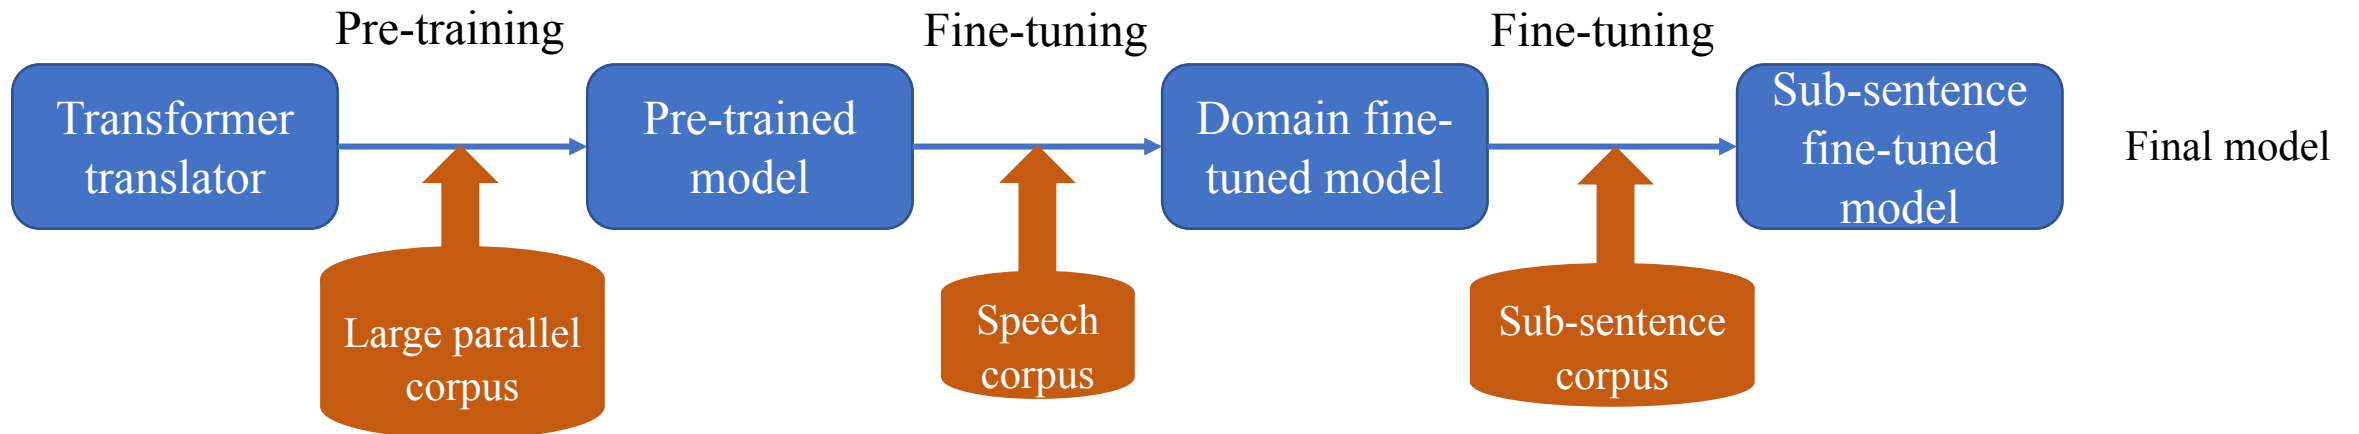 Pre-training
Fine-tuning
Fine-tuning
Transformer
translator
Pre-trained
model
Domain fine-
tuned model
Sub-sentence
fine-tuned
model
Final model
Large parallel
corpus
Speech
corpus
Sub-sentence
corpus